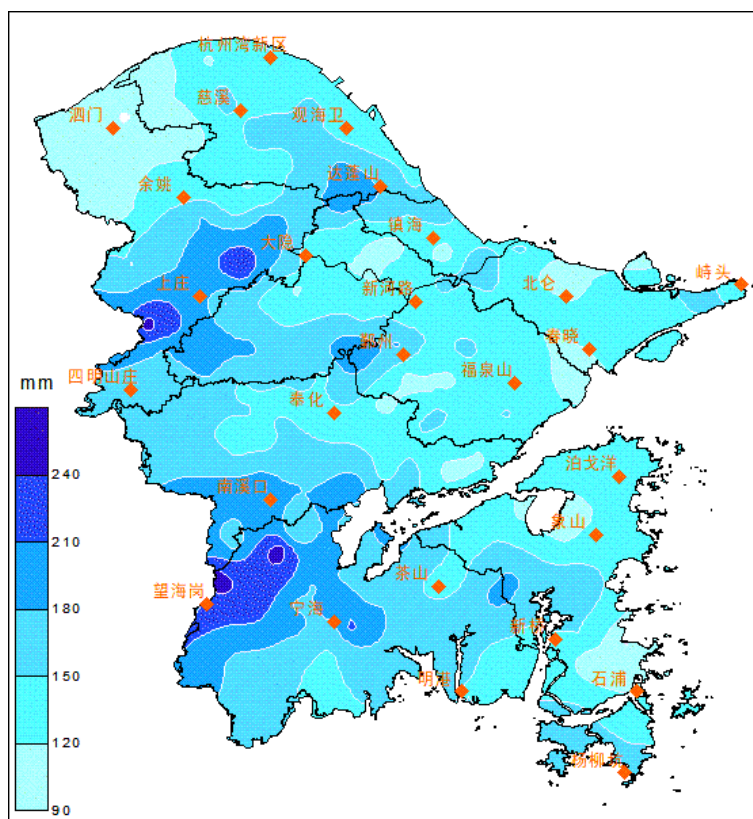 杭州湾新区
慈溪
泗门
观海卫
达蓬山
余姚
镇海
大隐
上庄
新河路
北仑
峙头
鄞州
春晓
福泉山
四明山庄
mm
奉化
240
泊戈洋
南溪口
210
象山
茶山
望海岗
180
宁海
新桥
150
明港
石浦
120
杨柳坑
90